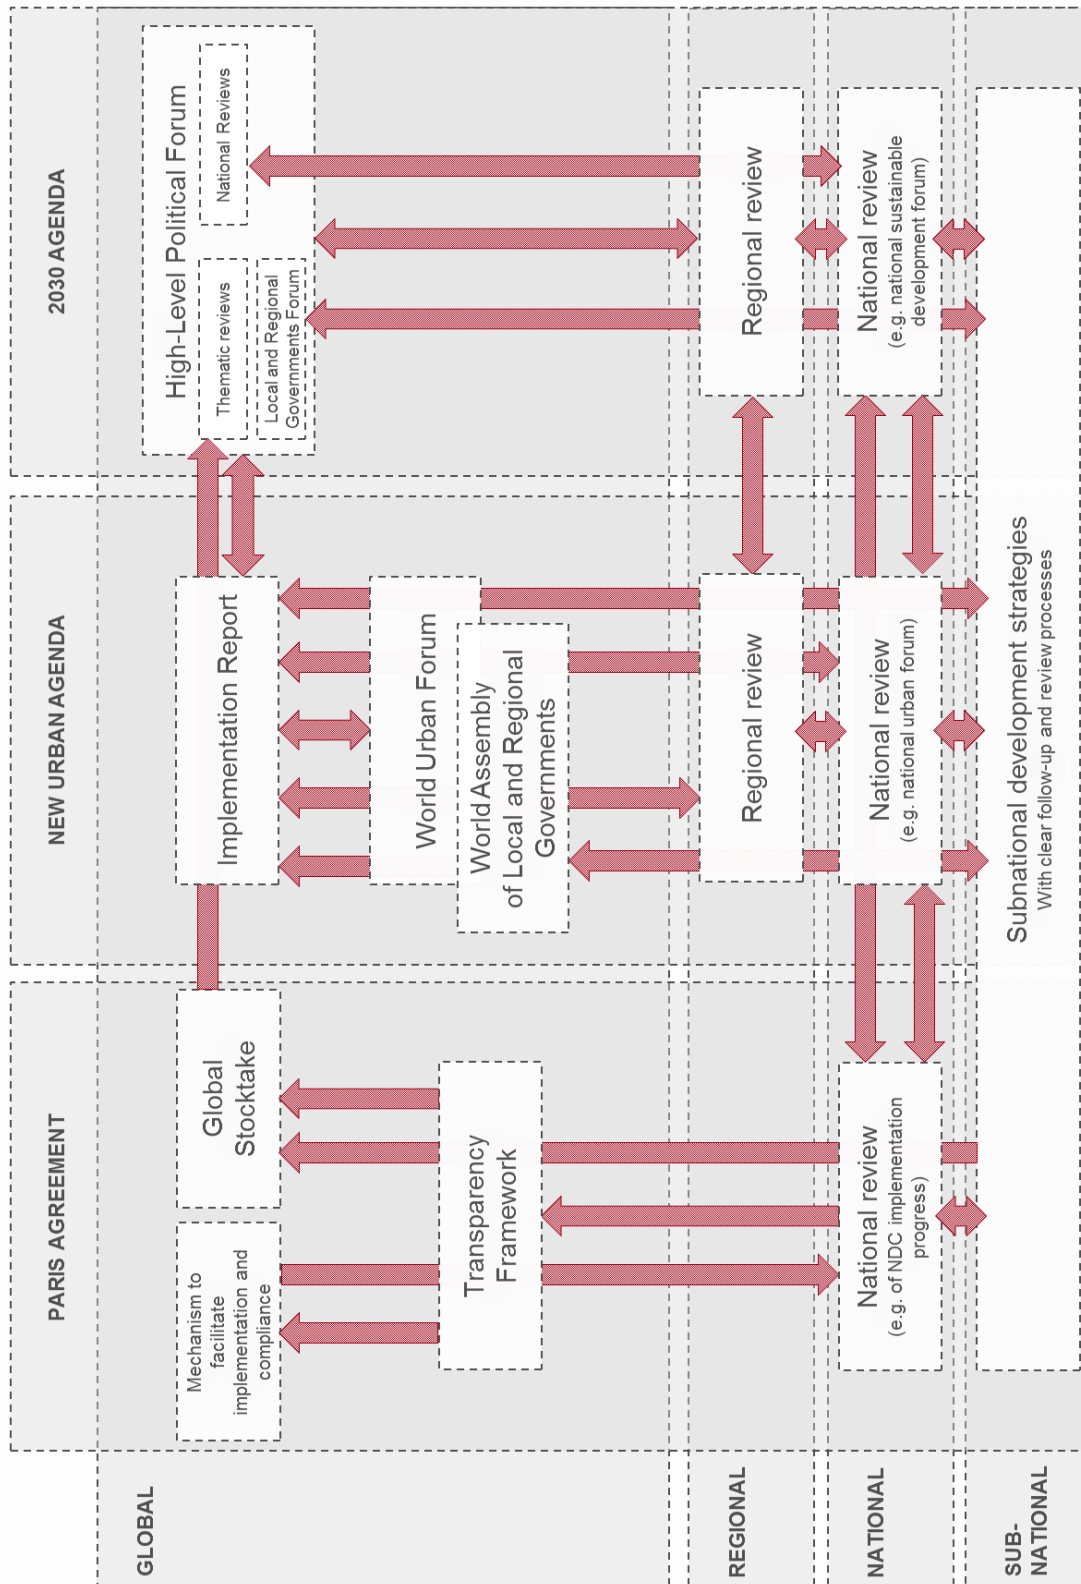 PARIS AGREEMENT
NEW URBAN AGENDA
2030 AGENDA
GLOBAL
Mechanism to
facilitate
implementation and
compliance
Global
Stocktake
Implementation Report
High-Level Political Forum
Thematic reviews
National Reviews
Local and Regional
Governments Forum
World Urban Forum
World Assembly
of Local and Regional
Governments
Transparency
Framework
REGIONAL
Regional review
Regional review
NATIONAL
National review
(e.g. of NDC implementation
progress)
National review
(e.g. national urban forum)
National review
(e.g. national sustainable
development forum)
SUB-
NATIONAL
Subnational development strategies
With clear follow-up and review processes